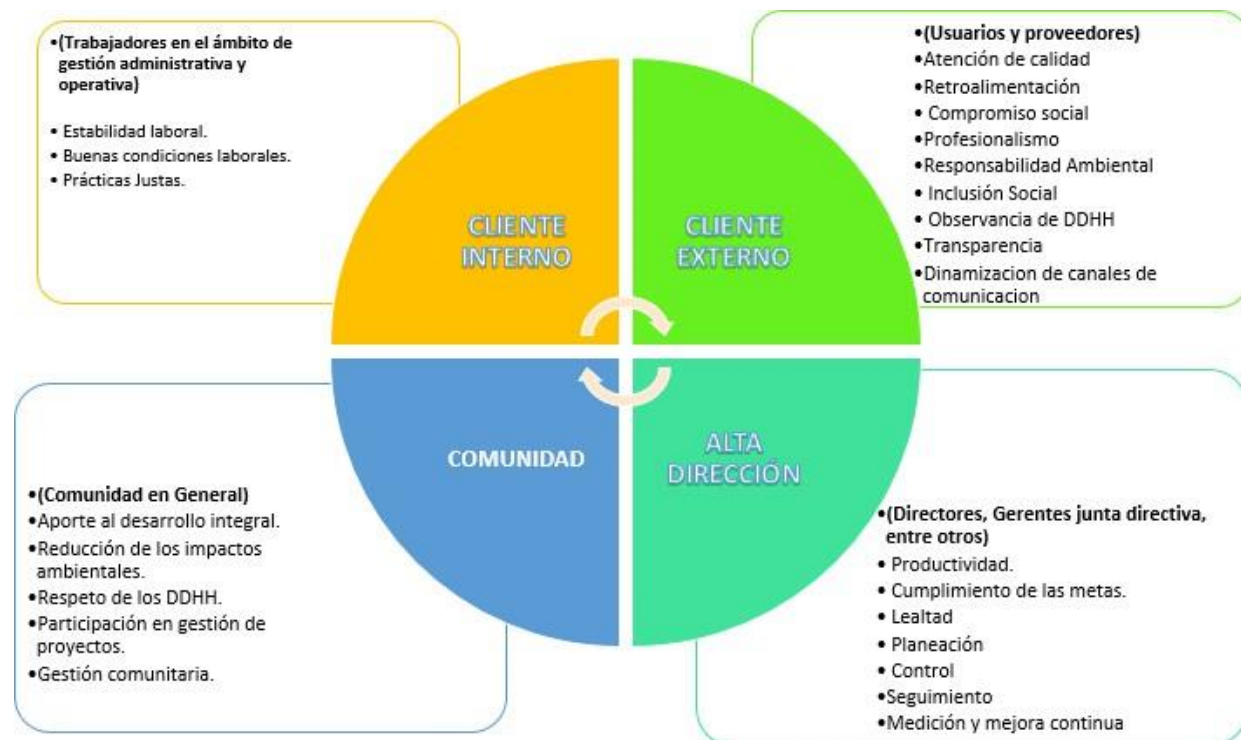 •(Trabajadores en el ámbito de
gestión administrativa y
operativa)
• Estabilidad laboral.
• Buenas condiciones laborales.
• Prácticas Justas.
•(Usuarios y proveedores)
•Atención de calidad
•Retroalimentación
• Compromiso social
•Profesionalismo
•Responsabilidad Ambiental
• Inclusión Social
• Observancia de DDHH
•Transparencia
•Dinamizacion de canales de
comunicacion
CLIENTE
INTERNO
CLIENTE
EXTERNO
COMUNIDAD
ALTA
DIRECCIÓN
•(Comunidad en General)
•Aporte al desarrollo integral.
•Reducción de los impactos
ambientales.
•Respeto de los DDHH.
•Participación en gestión de
proyectos.
•Gestión comunitaria.
•(Directores, Gerentes junta directiva,
entre otros)
• Productividad.
• Cumplimiento de las metas.
• Lealtad
• Planeación
• Control
•Seguimiento
•Medición y mejora continua